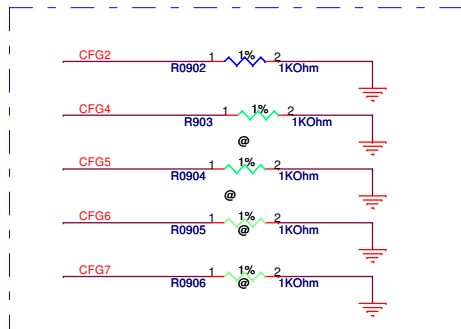 CFG2 1 1% 2
R0902 1KOhm
CFG4 1 1% 2
R903 1KOhm
@
CFG5 1 1% 2
R0904 1KOhm
@
CFG6 1 1% 2
R0905 @ 1KOhm
CFG7 1 1% 2
R0906 @ 1KOhm